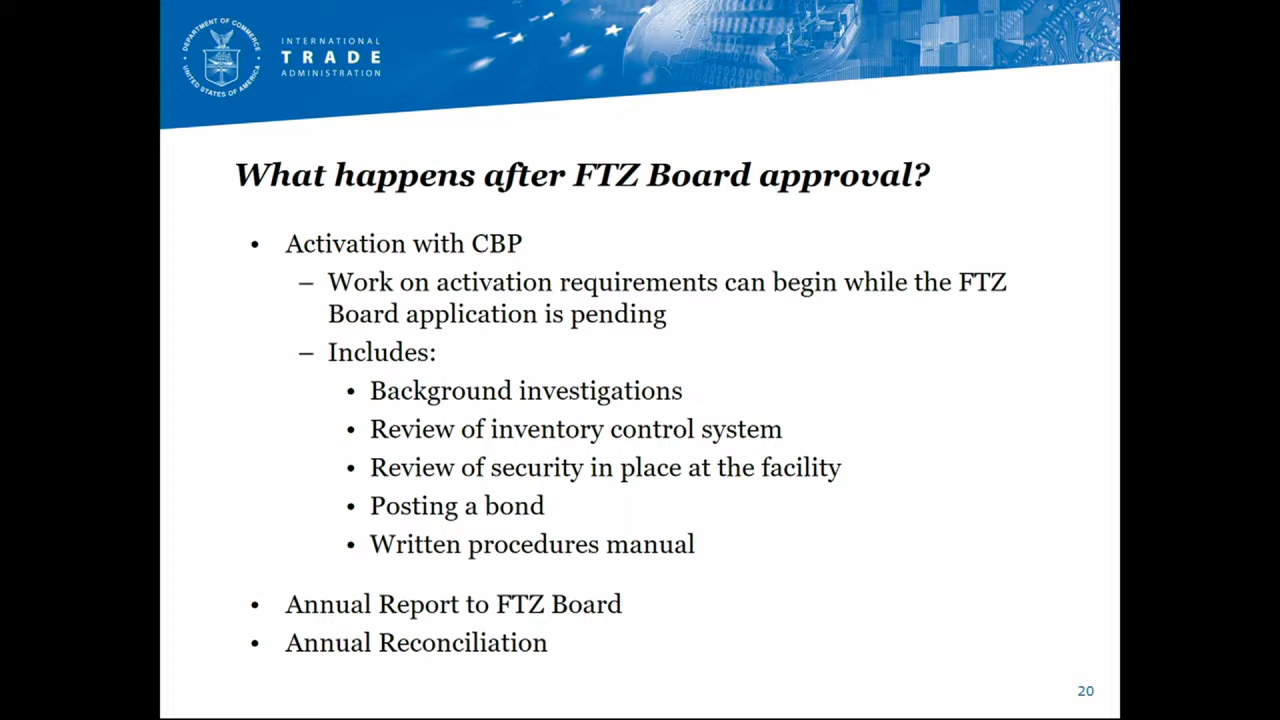 DEPARTMENT OF COMMERCE
UNITED STATES OF AMERICA
INTERNATIONAL
TRADE
ADMINISTRATION
What happens after FTZ Board approval?
• Activation with CBP
– Work on activation requirements can begin while the FTZ
Board application is pending
– Includes:
• Background investigations
• Review of inventory control system
• Review of security in place at the facility
• Posting a bond
• Written procedures manual
• Annual Report to FTZ Board
• Annual Reconciliation
20